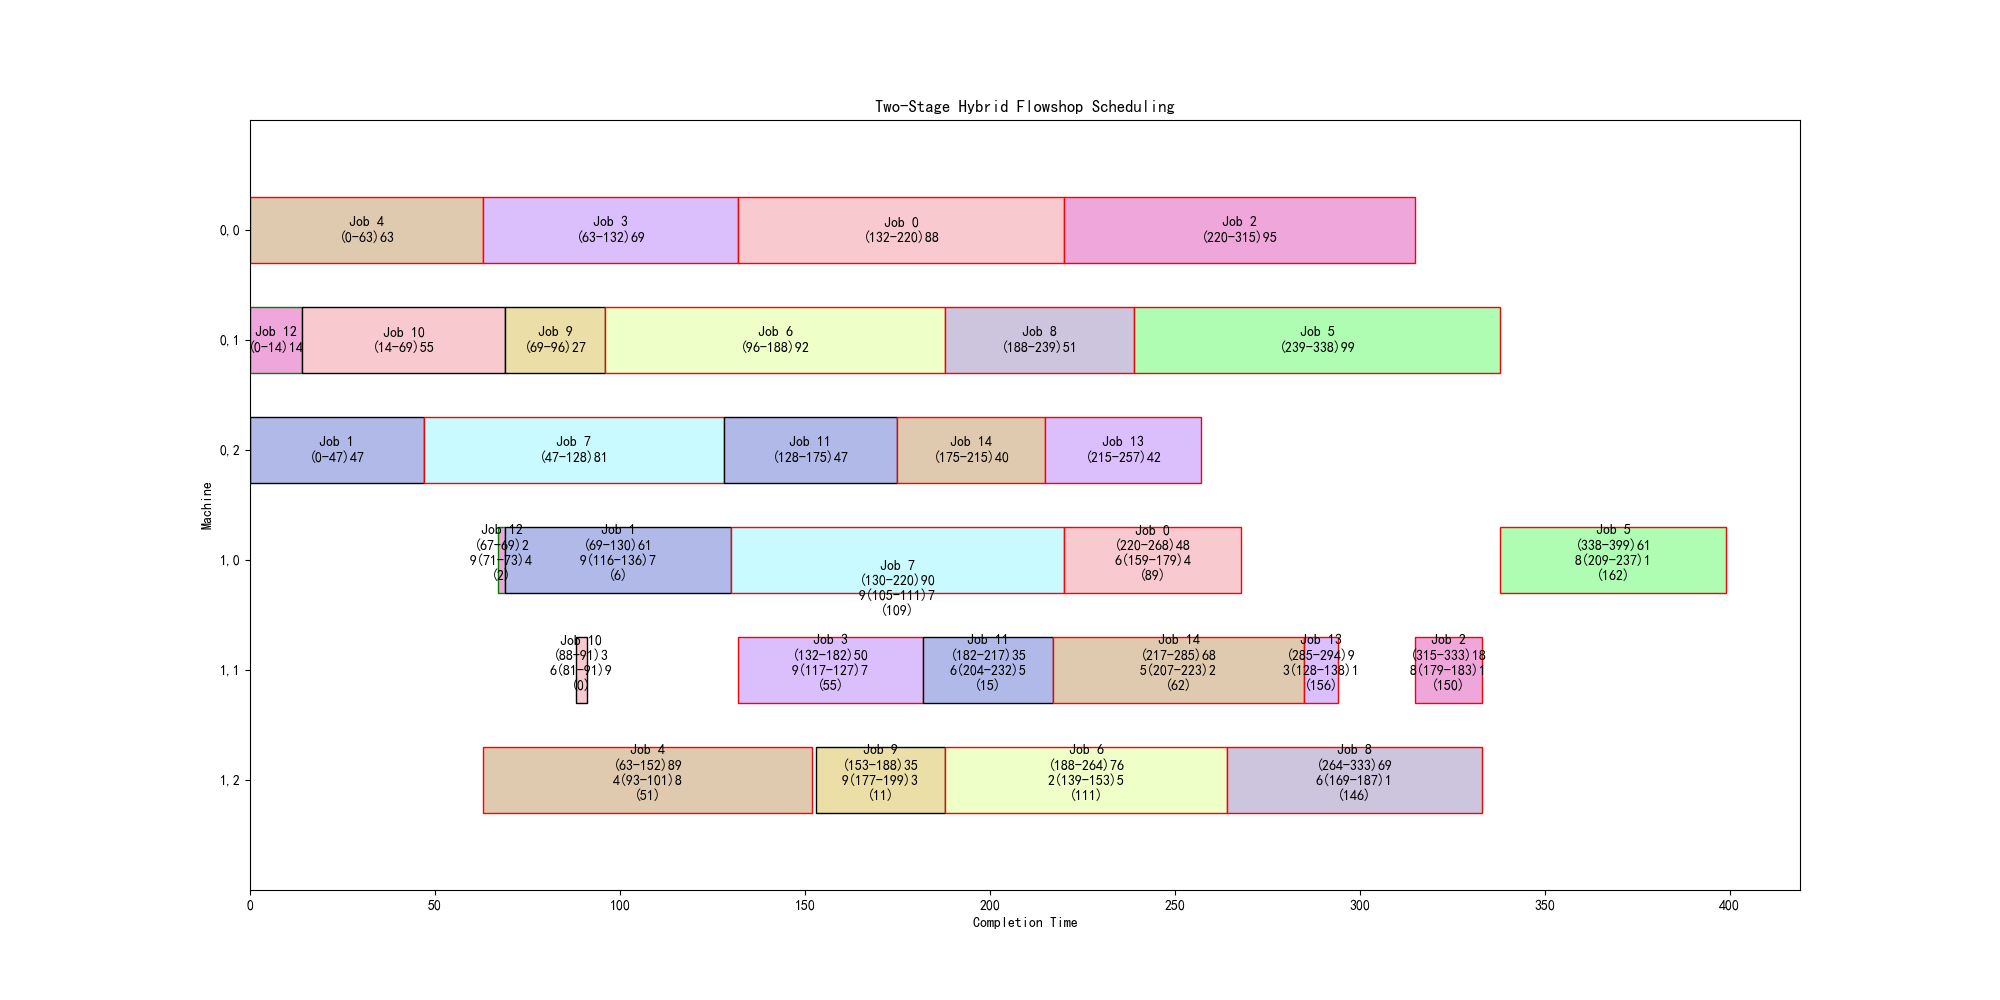 Two-Stage Hybrid Flowshop Scheduling
Machine
0,0
Job 4
(0-63)63
Job 3
(63-132)69
Job 0
(132-220)88
Job 2
(220-315)95
0,1
Job 12
(0-14)14
Job 10
(14-69)55
Job 9
(69-96)27
Job 6
(96-188)92
Job 8
(188-239)51
Job 5
(239-338)99
0,2
Job 1
(0-47)47
Job 7
(47-128)81
Job 11
(128-175)47
Job 14
(175-215)40
Job 13
(215-257)42
1,0
Job 12
(67-69)2
9(71-73)4
(2)
Job 1
(69-130)61
9(116-136)7
(6)
Job 7
(130-220)90
9(105-111)7
(109)
Job 0
(220-268)48
6(159-179)4
(89)
Job 5
(338-399)61
8(209-237)1
(162)
1,1
Job 10
(88-91)3
6(81-91)9
(0)
Job 3
(132-182)50
9(117-127)7
(55)
Job 11
(182-217)35
6(204-232)5
(15)
Job 14
(217-285)68
5(207-223)2
(62)
Job 13
(285-294)9
3(128-138)1
(156)
Job 2
(315-333)18
8(179-183)1
(150)
1,2
Job 4
(63-152)89
4(93-101)8
(51)
Job 9
(153-188)35
9(177-199)3
(11)
Job 6
(188-264)76
2(139-153)5
(111)
Job 8
(264-333)69
6(169-187)1
(146)
0 50 100 150 200 250 300 350 400
Completion Time